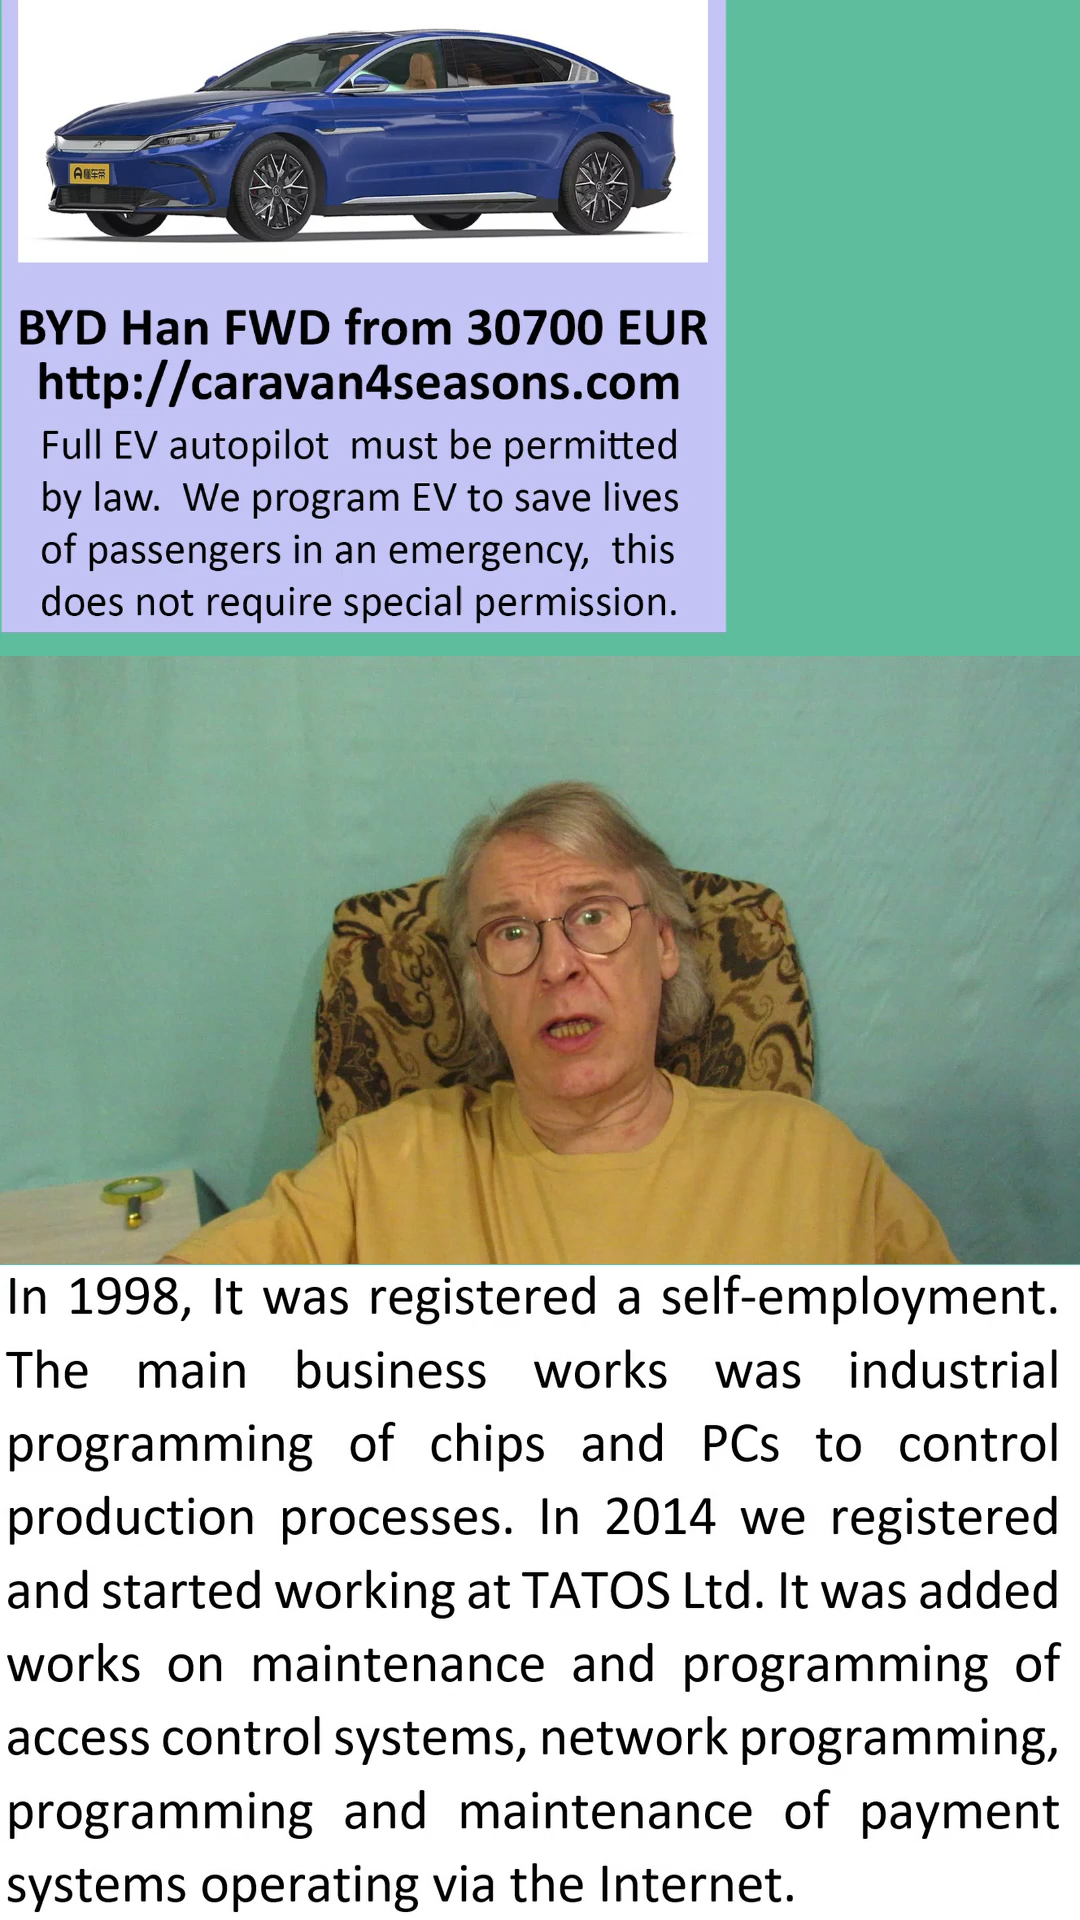 懂车帝
BYD Han FWD from 30700 EUR
http://caravan4seasons.com
Full EV autopilot must be permitted
by law. We program EV to save lives
of passengers in an emergency, this
does not require special permission.
In 1998, It was registered a self-employment.
The main business works was industrial
programming of chips and PCs to control
production processes. In 2014 we registered
and started working at TATOS Ltd. It was added
works on maintenance and programming of
access control systems, network programming,
programming and maintenance of payment
systems operating via the Internet.